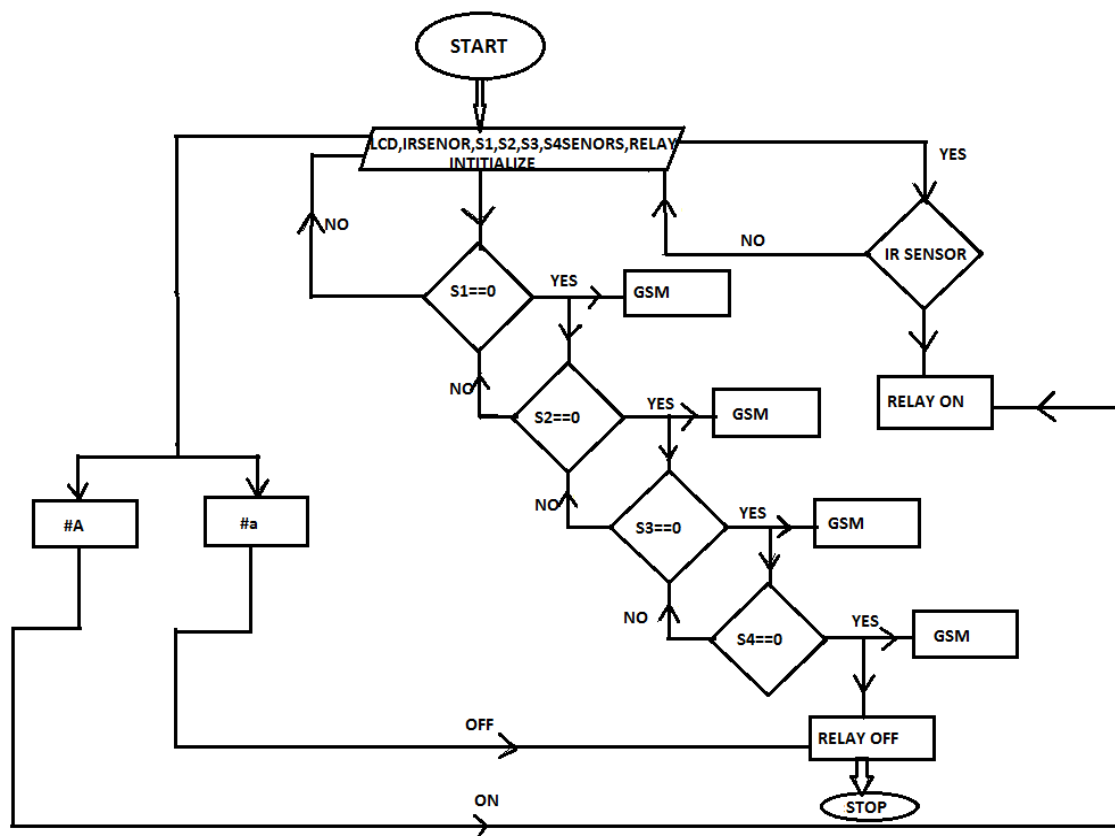 START
LCD,IRSENOR,S1,S2,S3,S4SENORS,RELAY
INTITIALIZE
YES
NO
NO
IR SENSOR
S1==0
YES
GSM
NO
RELAY ON
S2==0
YES
GSM
NO
#A
#a
S3==0
YES
GSM
NO
S4==0
YES
GSM
OFF
RELAY OFF
ON
STOP